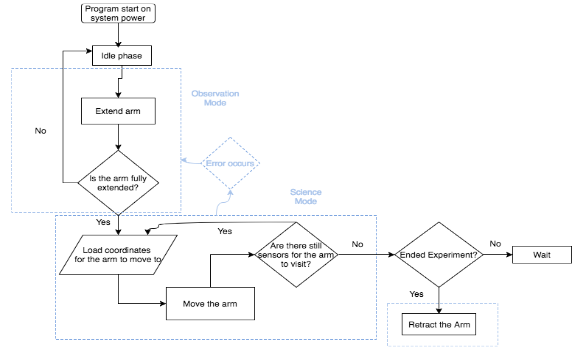 Program start on
system power
Idle phase
Observation
Mode
Extend arm
No
Error occurs
Is the arm fully
extended?
Science
Mode
Yes
Yes
Load coordinates
for the arm to move to
Are there still
sensors for the arm
to visit?
No
Ended Experiment?
No
Wait
Move the arm
Yes
Retract the Arm